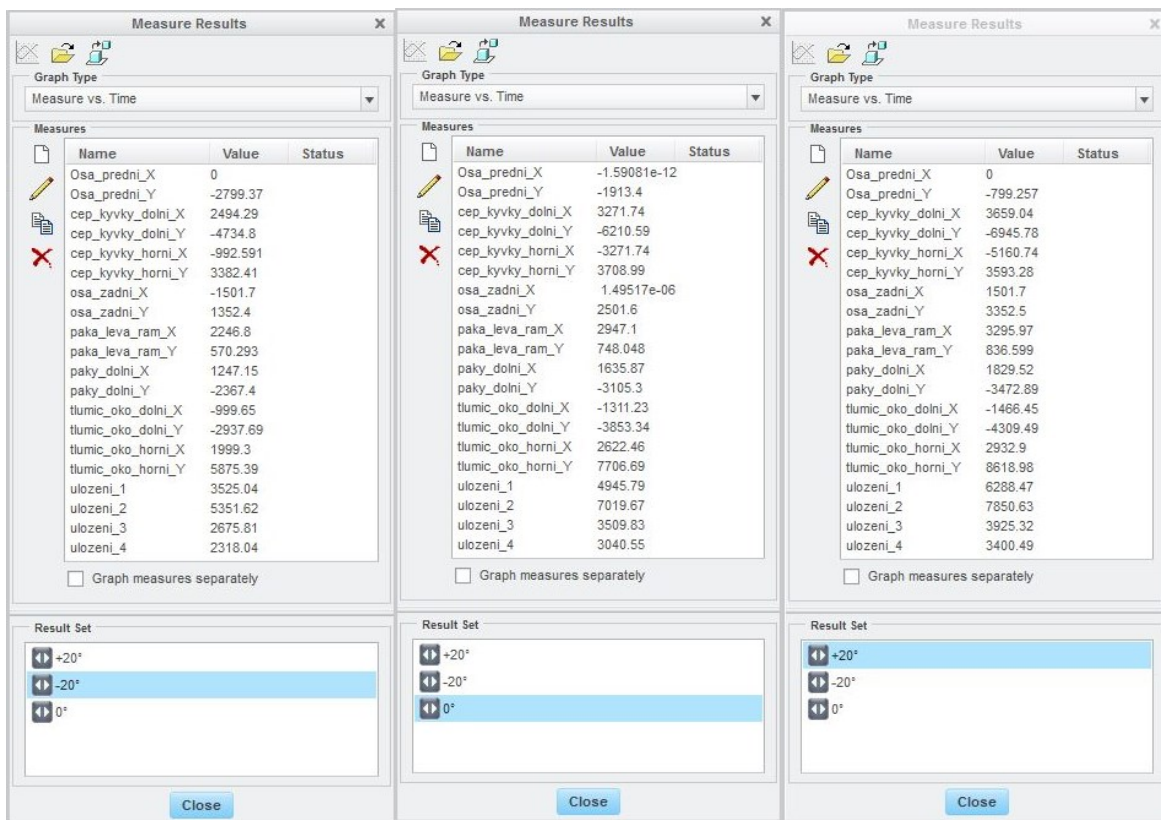 Measure Results X
Graph Type
Measure vs. Time
Measures
Name Value Status
Osa_predni_X 0
Osa_predni_Y -2799.37
cep_kyvky_dolni_X 2494.29
cep_kyvky_dolni_Y -4734.8
cep_kyvky_horni_X -992.591
cep_kyvky_horni_Y 3382.41
osa_zadni_X -1501.7
osa_zadni_Y 1352.4
paka_leva_ram_X 2246.8
paka_leva_ram_Y 570.293
paky_dolni_X 1247.15
paky_dolni_Y -2367.4
tlumic_oko_dolni_X -999.65
tlumic_oko_dolni_Y -2937.69
tlumic_oko_horni_X 1999.3
tlumic_oko_horni_Y 5875.39
ulozeni_1 3525.04
ulozeni_2 5351.62
ulozeni_3 2675.81
ulozeni_4 2318.04
Graph measures separately
Result Set
+20°
-20°
0°
Close
Measure Results X
Graph Type
Measure vs. Time
Measures
Name Value Status
Osa_predni_X -1.59081e-12
Osa_predni_Y -1913.4
cep_kyvky_dolni_X 3271.74
cep_kyvky_dolni_Y -6210.59
cep_kyvky_horni_X -3271.74
cep_kyvky_horni_Y 3708.99
osa_zadni_X 1.49517e-06
osa_zadni_Y 2501.6
paka_leva_ram_X 2947.1
paka_leva_ram_Y 748.048
paky_dolni_X 1635.87
paky_dolni_Y -3105.3
tlumic_oko_dolni_X -1311.23
tlumic_oko_dolni_Y -3853.34
tlumic_oko_horni_X 2622.46
tlumic_oko_horni_Y 7706.69
ulozeni_1 4945.79
ulozeni_2 7019.67
ulozeni_3 3509.83
ulozeni_4 3040.55
Graph measures separately
Result Set
+20°
-20°
0°
Close
Measure Results X
Graph Type
Measure vs. Time
Measures
Name Value Status
Osa_predni_X 0
Osa_predni_Y -799.257
cep_kyvky_dolni_X 3659.04
cep_kyvky_dolni_Y -6945.78
cep_kyvky_horni_X -5160.74
cep_kyvky_horni_Y 3593.28
osa_zadni_X 1501.7
osa_zadni_Y 3352.5
paka_leva_ram_X 3295.97
paka_leva_ram_Y 836.599
paky_dolni_X 1829.52
paky_dolni_Y -3472.89
tlumic_oko_dolni_X -1466.45
tlumic_oko_dolni_Y -4309.49
tlumic_oko_horni_X 2932.9
tlumic_oko_horni_Y 8618.98
ulozeni_1 6288.47
ulozeni_2 7850.63
ulozeni_3 3925.32
ulozeni_4 3400.49
Graph measures separately
Result Set
+20°
-20°
0°
Close